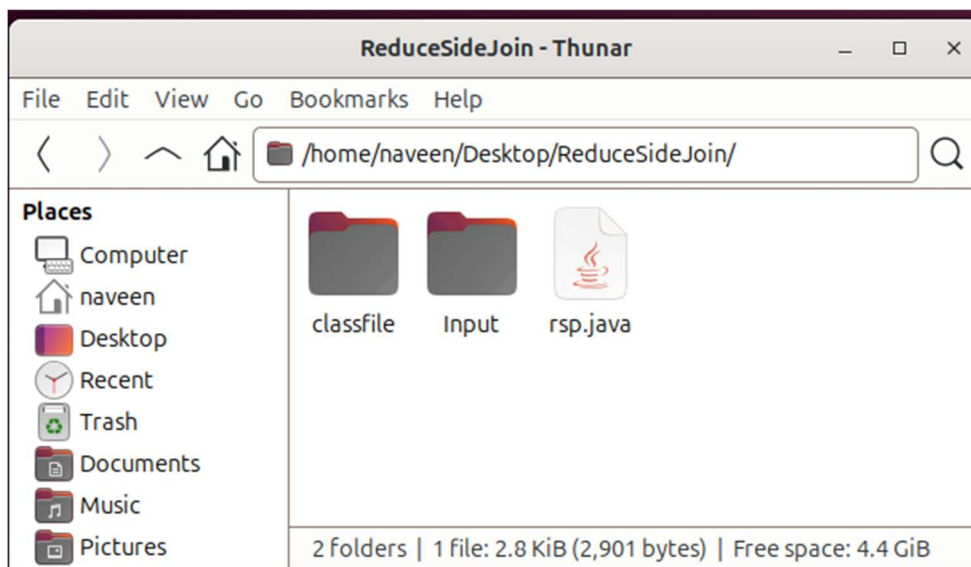 ReduceSideJoin - Thunar
File Edit View Go Bookmarks Help
/home/naveen/Desktop/ReduceSideJoin/
Places
Computer
naveen
Desktop
Recent
Trash
Documents
Music
Pictures
classfile Input rsp.java
2 folders | 1 file: 2.8 KiB (2,901 bytes) | Free space: 4.4 GiB